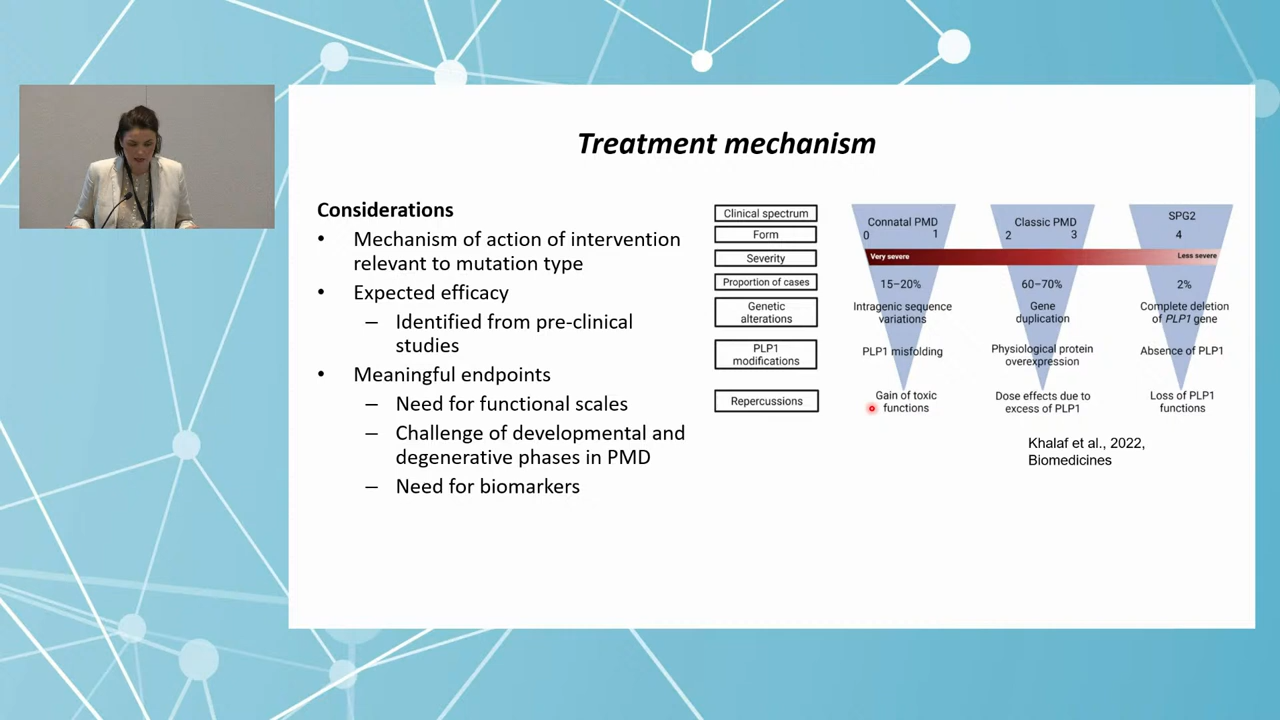 Treatment mechanism
Considerations
• Mechanism of action of intervention
relevant to mutation type
• Expected efficacy
– Identified from pre-clinical
studies
• Meaningful endpoints
– Need for functional scales
– Challenge of developmental and
degenerative phases in PMD
– Need for biomarkers
Clinical spectrum
Form
Severity
Proportion of cases
Genetic
alterations
PLP1
modifications
Repercussions
Connatal PMD
0 1
Classic PMD
2 3
SPG2
4
Very severe
Less severe
15–20%
60–70%
2%
Intragenic sequence
variations
Gene
duplication
Complete deletion
of PLP1 gene
PLP1 misfolding
Physiological protein
overexpression
Absence of PLP1
Gain of toxic
functions
Dose effects due to
excess of PLP1
Loss of PLP1
functions
Khalaf et al., 2022,
Biomedicines